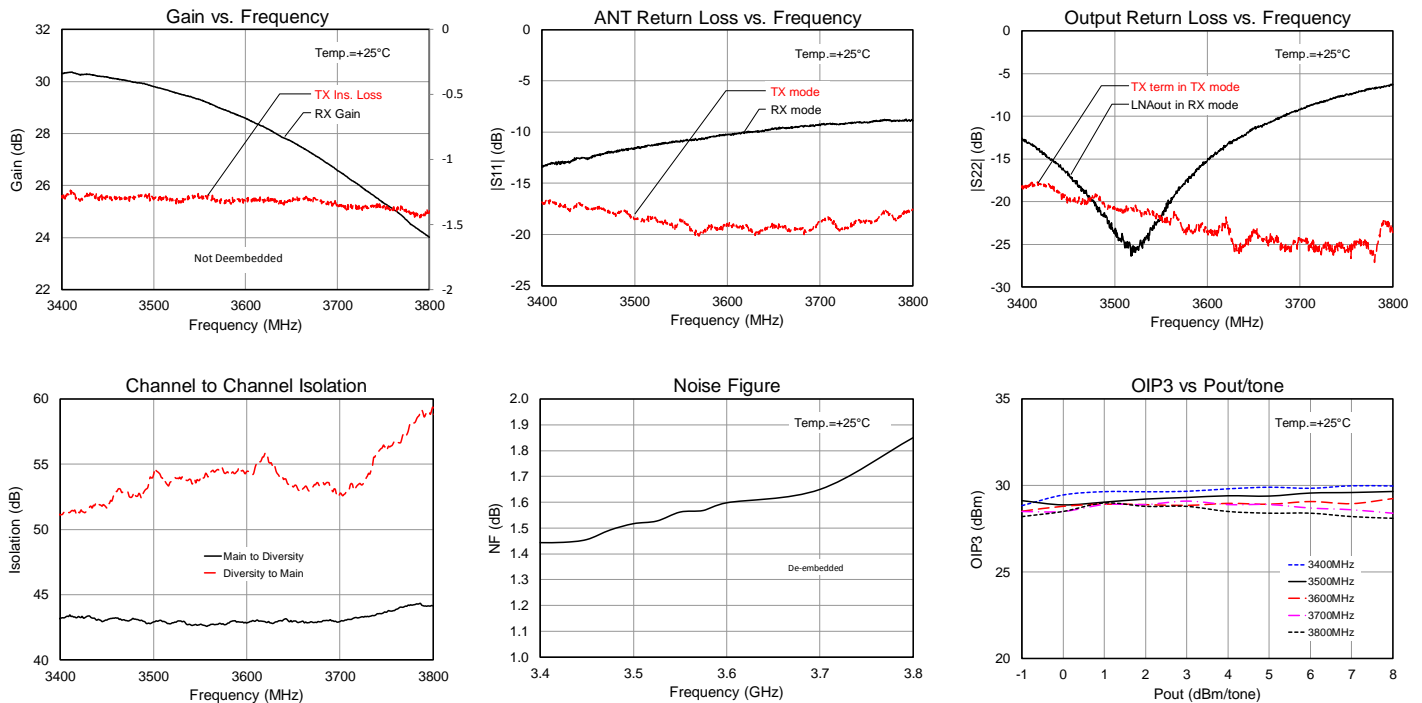 Gain vs. Frequency
32
30
28
26
24
22
0
-0.5
-1
-1.5
-2
Gain (dB)
Temp.=+25°C
TX Ins. Loss
RX Gain
Not Deembedded
3400
3500
3600
3700
3800
Frequency (MHz)
ANT Return Loss vs. Frequency
0
-5
-10
-15
-20
-25
|S11| (dB)
Temp.=+25°C
TX mode
RX mode
3400
3500
3600
3700
3800
Frequency (MHz)
Output Return Loss vs. Frequency
0
-5
-10
-15
-20
-25
-30
|S22| (dB)
Temp.=+25°C
TX term in TX mode
LNAout in RX mode
3400
3500
3600
3700
3800
Frequency (MHz)
Channel to Channel Isolation
60
55
50
45
40
Isolation (dB)
Main to Diversity
Diversity to Main
3400
3500
3600
3700
3800
Frequency (MHz)
Noise Figure
2.0
1.9
1.8
1.7
1.6
1.5
1.4
1.3
1.2
1.1
1.0
NF (dB)
Temp.=+25°C
De-embedded
3.4
3.5
3.6
3.7
3.8
Frequency (GHz)
OIP3 vs Pout/tone
35
30
25
20
OIP3 (dBm)
Temp.=+25°C
3400MHz
3500MHz
3600MHz
3700MHz
3800MHz
-1
0
1
2
3
4
5
6
7
8
Pout (dBm/tone)